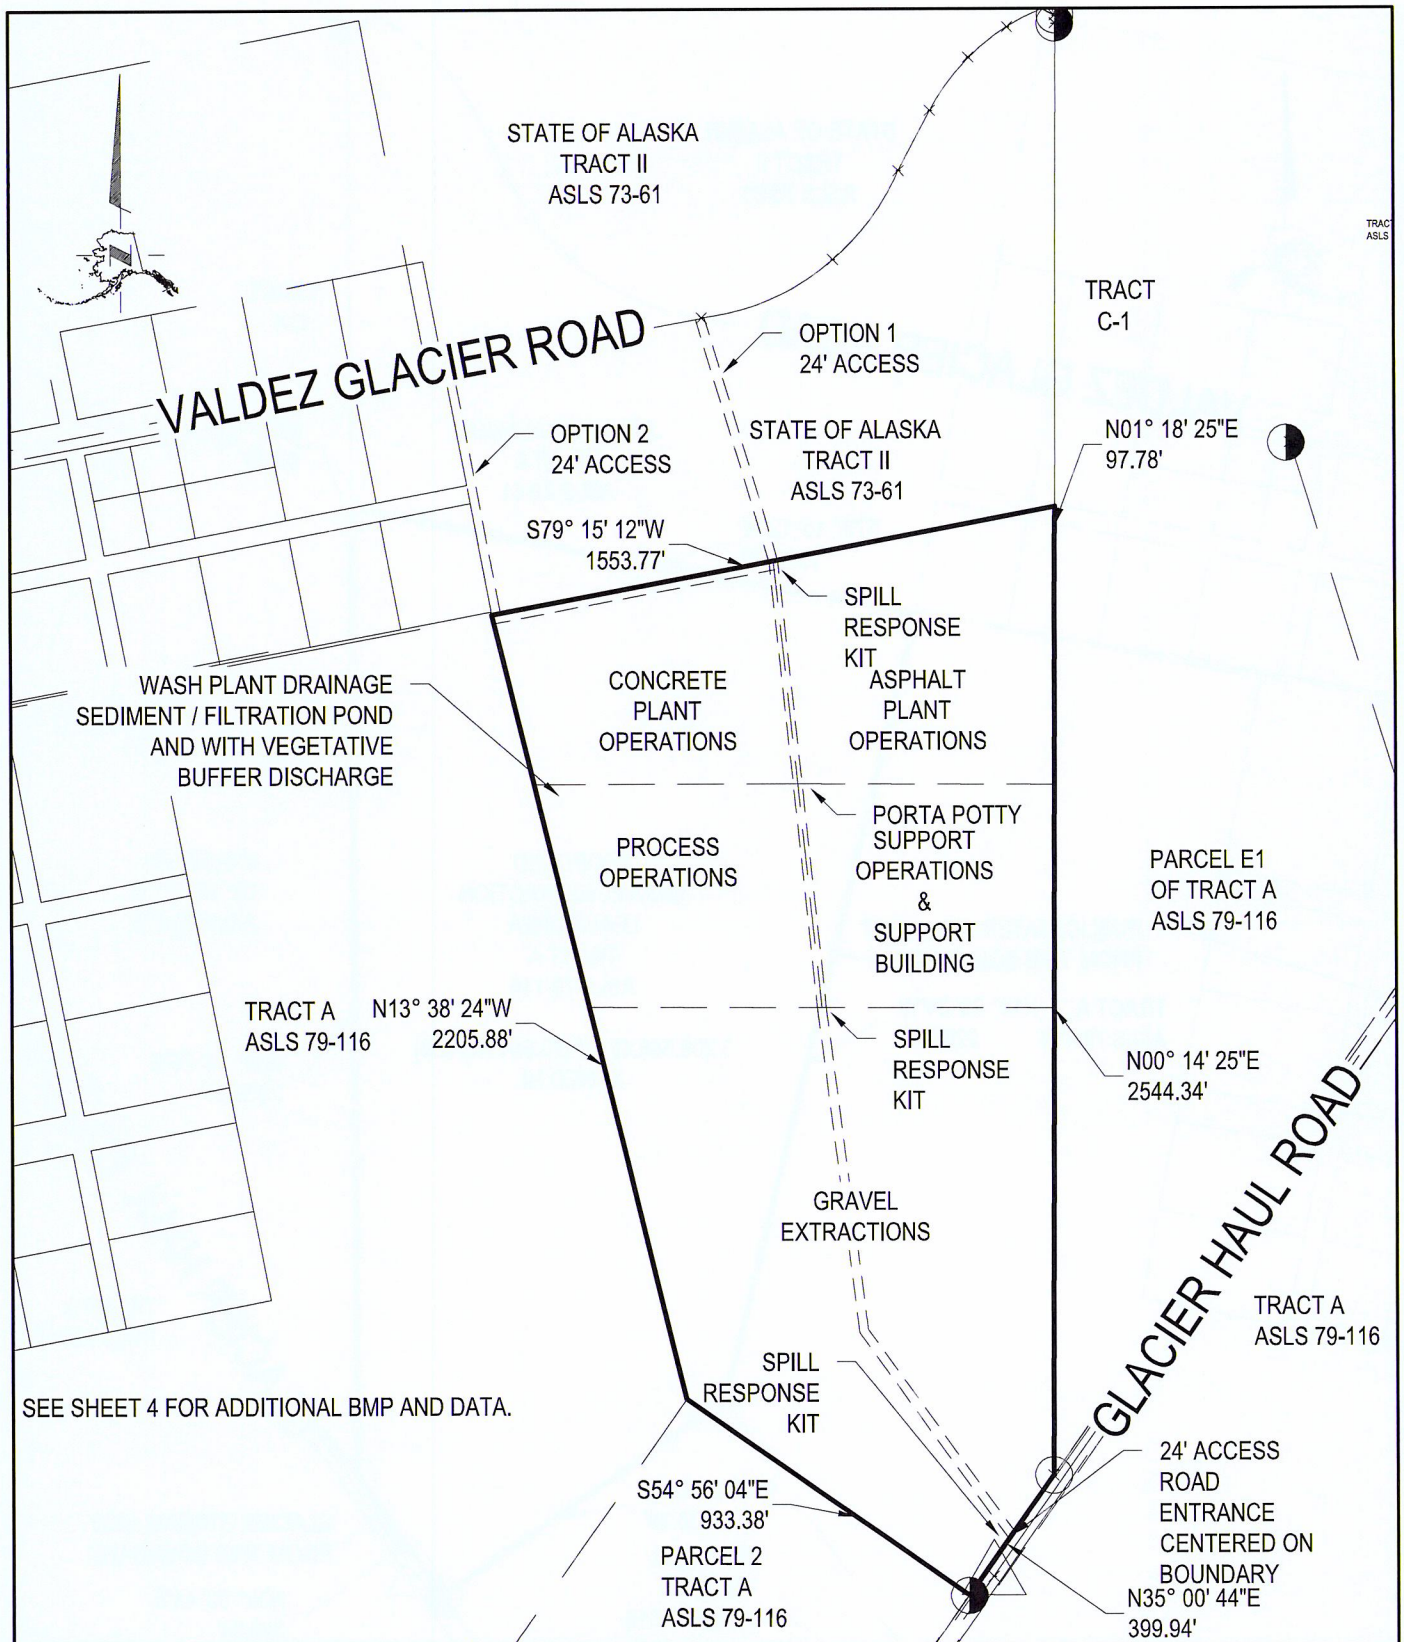 STATE OF ALASKA
TRACT II
ASLS 73-61
TRACT
C-1
VALDEZ GLACIER ROAD
OPTION 1
24' ACCESS
OPTION 2
24' ACCESS
STATE OF ALASKA
TRACT II
ASLS 73-61
N01° 18' 25"E
97.78'
S79° 15' 12"W
1553.77'
SPILL
RESPONSE
KIT
WASH PLANT DRAINAGE
SEDIMENT / FILTRATION POND
AND WITH VEGETATIVE
BUFFER DISCHARGE
CONCRETE
PLANT
OPERATIONS
ASPHALT
PLANT
OPERATIONS
PORTA POTTY
PROCESS
OPERATIONS
SUPPORT
OPERATIONS
&
SUPPORT
BUILDING
PARCEL E1
OF TRACT A
ASLS 79-116
TRACT A
ASLS 79-116
N13° 38' 24"W
2205.88'
SPILL
RESPONSE
KIT
N00° 14' 25"E
2544.34'
GRAVEL
EXTRACTIONS
GLACIER HAUL ROAD
TRACT A
ASLS 79-116
SPILL
RESPONSE
KIT
SEE SHEET 4 FOR ADDITIONAL BMP AND DATA.
24' ACCESS
ROAD
ENTRANCE
CENTERED ON
BOUNDARY
S54° 56' 04"E
933.38'
PARCEL 2
TRACT A
ASLS 79-116
N35° 00' 44"E
399.94'